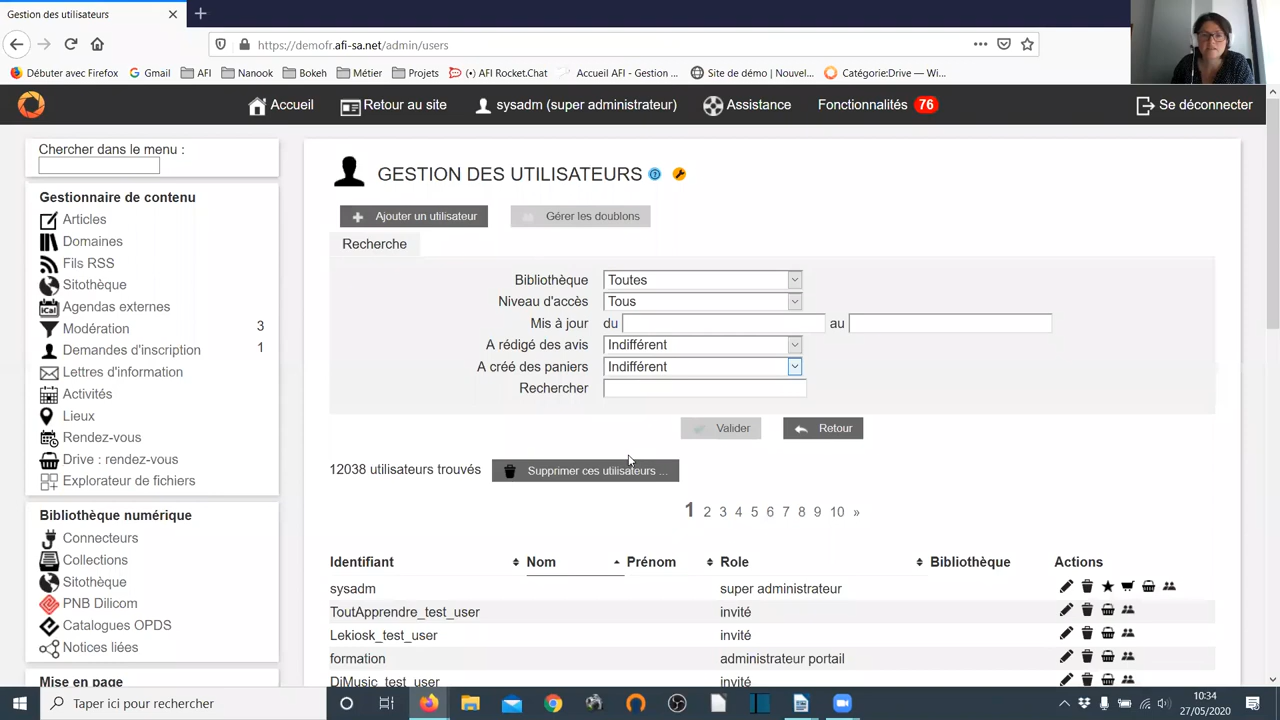 Gestion des utilisateurs
https://demofr.afi-sa.net/admin/users
Débuter avec Firefox Gmail AFI Nanook Bokeh Métier Projets (•) AFI Rocket.Chat Accueil AFI - Gestion ... Site de démo | Nouvel... Catégorie:Drive — Wi...
Accueil Retour au site sysadm (super administrateur) Assistance Fonctionnalités 76 Se déconnecter
Chercher dans le menu :
Gestionnaire de contenu
Articles
Domaines
Fils RSS
Sitothèque
iCal Agendas externes
Modération 3
Demandes d'inscription 1
Lettres d'information
Activités
Lieux
Rendez-vous
Drive : rendez-vous
Explorateur de fichiers
Bibliothèque numérique
Connecteurs
Collections
Sitothèque
PNB Dilicom
Catalogues OPDS
Notices liées
Mise en page
GESTION DES UTILISATEURS
Ajouter un utilisateur Gérer les doublons
Recherche
Bibliothèque Toutes
Niveau d'accès Tous
Mis à jour du au
A rédigé des avis Indifférent
A créé des paniers Indifférent
Rechercher
Valider Retour
12038 utilisateurs trouvés Supprimer ces utilisateurs ...
1 2 3 4 5 6 7 8 9 10 »
Identifiant Nom Prénom Role Bibliothèque Actions
sysadm super administrateur
ToutApprendre_test_user invité
Lekiosk_test_user invité
formation administrateur portail
DiMusic_test_user invité
Taper ici pour rechercher
10:34
27/05/2020